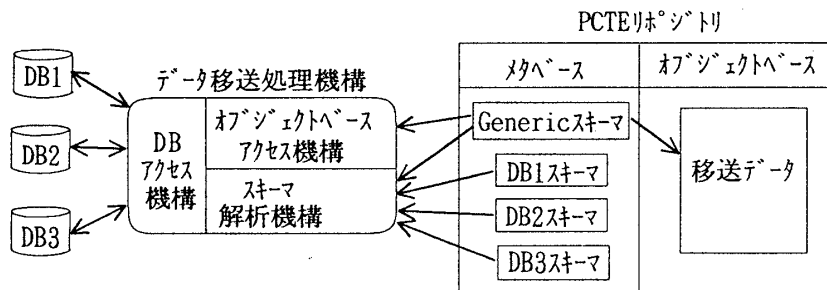 PCTEリポジトリ
メタベース
オブジェクトベース
データ移送処理機構
DB1
DB2
DB3
DB
アクセス
機構
オブジェクトベース
アクセス機構
スキーマ
解析機構
Genericスキーマ
DB1スキーマ
DB2スキーマ
DB3スキーマ
移送データ